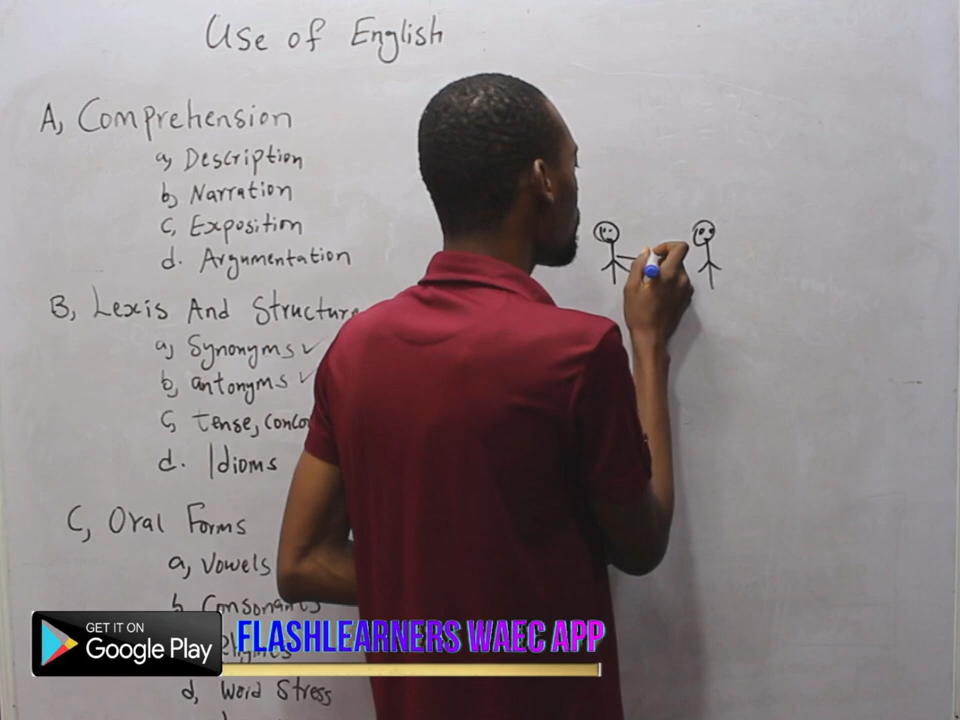 Use of English
A, Comprehension
a, Description
b, Narration
c, Exposition
d. Argumentation
B, Lexis And Structure
a, Synonyms ✓
b, antonyms ✓
c, tense,
d. Idioms
C, Oral Forms
a, Vowels
b, Consonants
d, Word Stress
GET IT ON
Google Play
FLASHLEARNERS WAEC APP